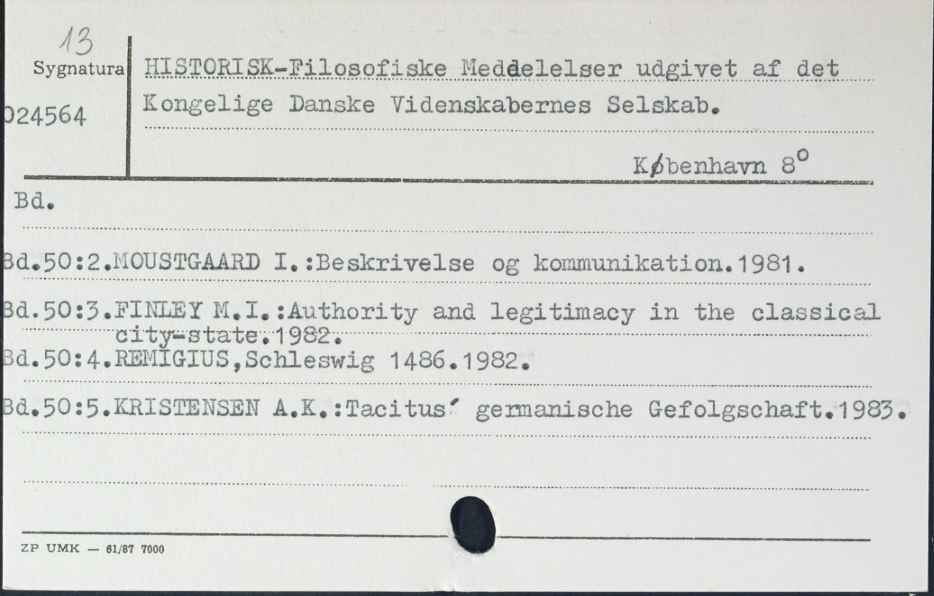 13
Sygnatura
024564
HISTORISK-Filosofiske Meddelelser udgivet af det
Kongelige Danske Videnskabernes Selskab.
København 8°
Bd.
Bd.50:2.MOUSTGAARD I.:Beskrivelse og kommunikation.1981.
Bd.50:3.FINLEY M.I.:Authority and legitimacy in the classical
city-state.1982.
Bd.50:4.REMIGIUS,Schleswig 1486.1982.
Bd.50:5.KRISTENSEN A.K.:Tacitus´ germanische Gefolgschaft.1983.
ZP UMK — 61/87 7000